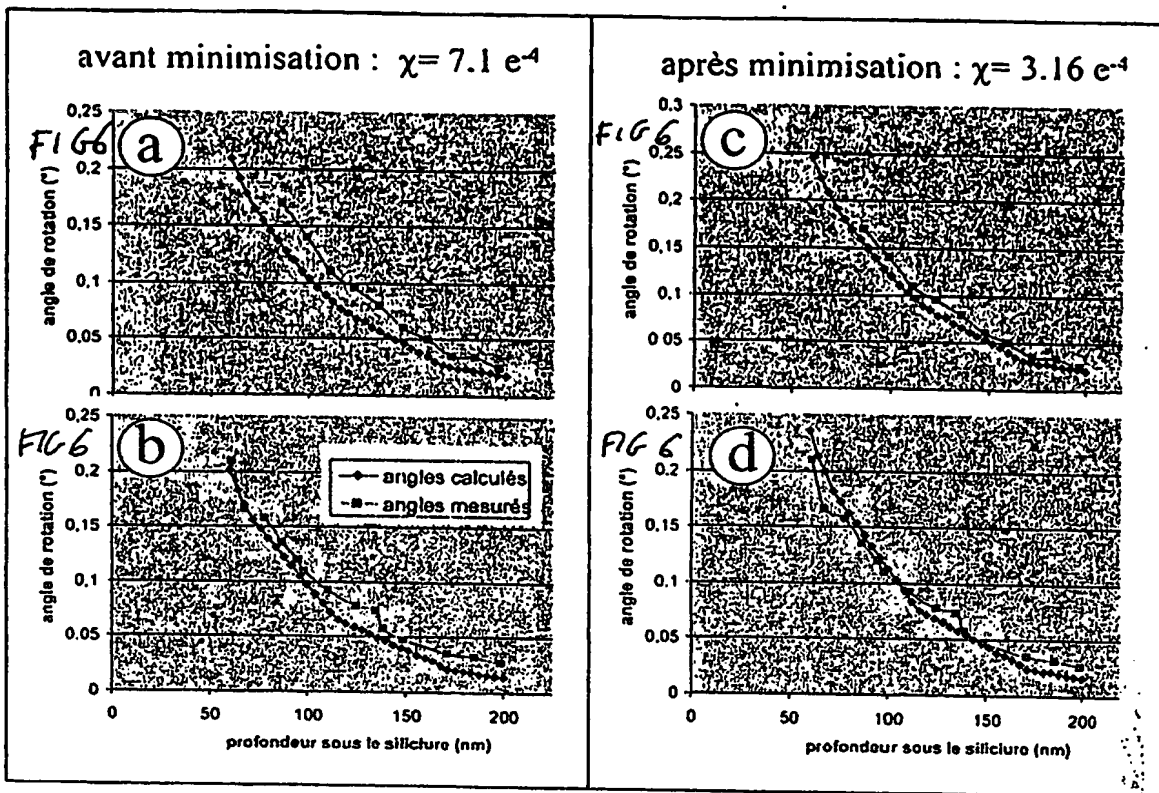 avant minimisation : χ= 7.1 e-4
0,25
FIG6
a
0,2
0,15
0,1
0,05
0
angle de rotation (°)
0,25
FIG6
b
0,2
0,15
0,1
0,05
0
angle de rotation (°)
angles calculés
angles mesurés
0 50 100 150 200
profondeur sous le siliciure (nm)
après minimisation : χ= 3.16 e-4
0,3
FIG6
c
0,25
0,2
0,15
0,1
0,05
0
angle de rotation (°)
0,25
FIG 6
d
0,2
0,15
0,1
0,05
0
angle de rotation (°)
0 50 100 150 200
profondeur sous le siliciure (nm)